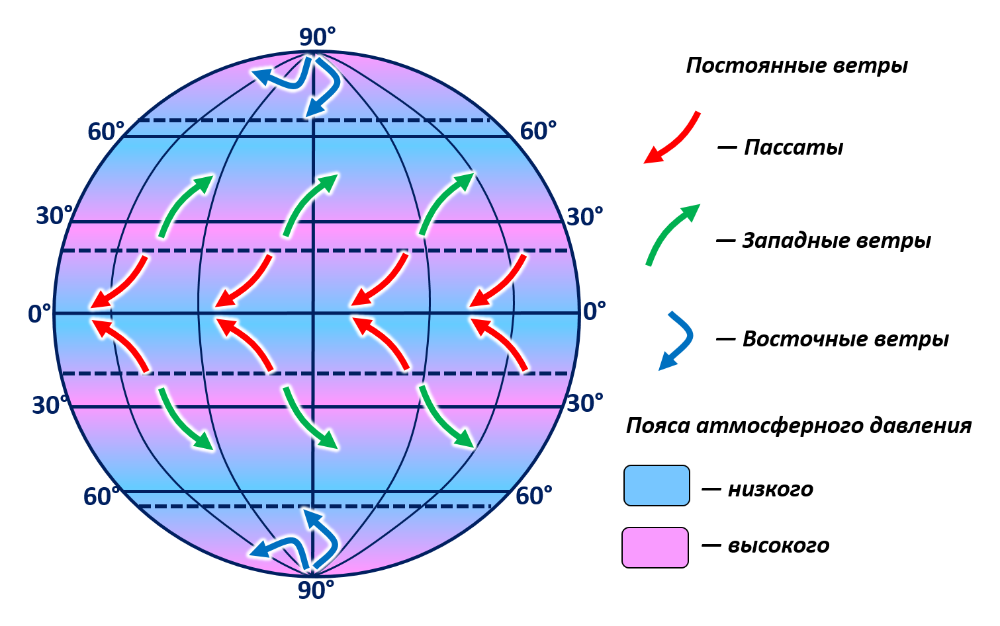 90°
60°
60°
30°
30°
0°
0°
30°
30°
60°
60°
90°
Постоянные ветры
— Пассаты
— Западные ветры
— Восточные ветры
Пояса атмосферного давления
— низкого
— высокого